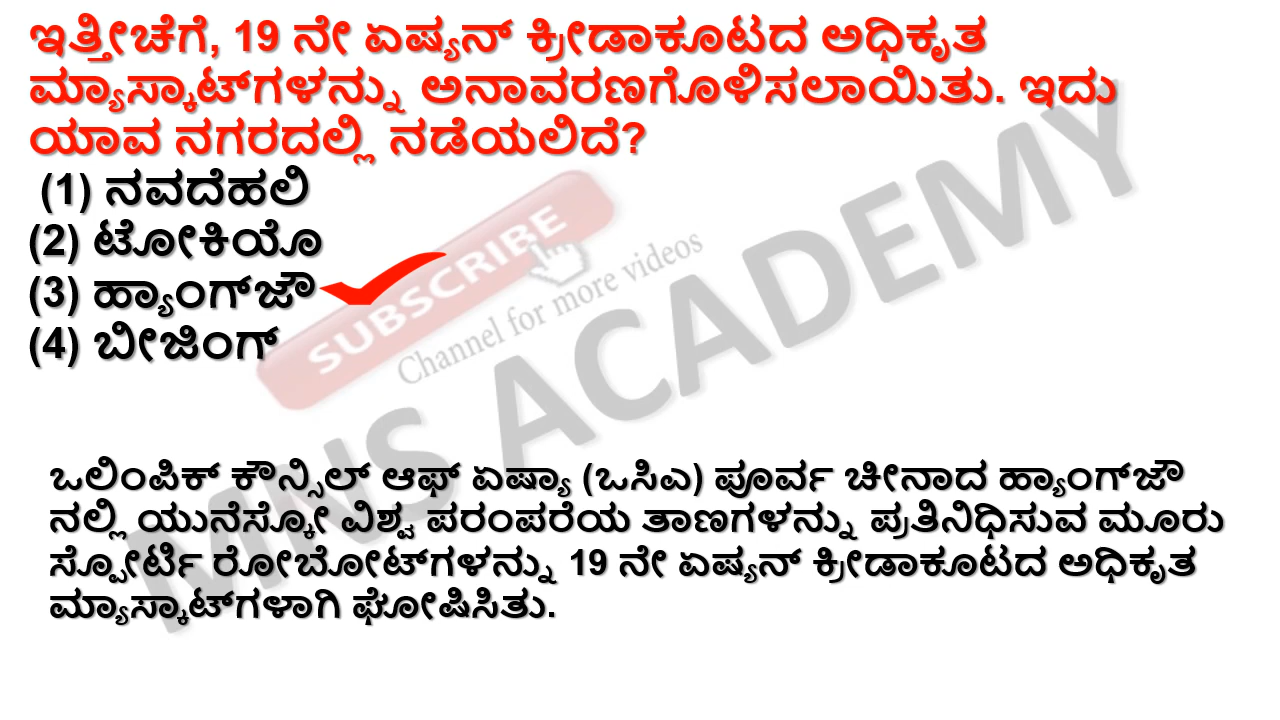 ಇತ್ತೀಚೆಗೆ, 19 ನೇ ಏಷ್ಯನ್ ಕ್ರೀಡಾಕೂಟದ ಅಧಿಕೃತ
ಮ್ಯಾಸ್ಕಾಟ್‌ಗಳನ್ನು ಅನಾವರಣಗೊಳಿಸಲಾಯಿತು. ಇದು
ಯಾವ ನಗರದಲ್ಲಿ ನಡೆಯಲಿದೆ?
(1) ನವದೆಹಲಿ
(2) ಟೋಕಿಯೊ
(3) ಹ್ಯಾಂಗ್‌ಜೌ
(4) ಬೀಜಿಂಗ್
SUBSCRIBE
Channel for more videos
MNS ACADEMY
ಒಲಿಂಪಿಕ್ ಕೌನ್ಸಿಲ್ ಆಫ್ ಏಷ್ಯಾ (ಒಸಿಎ) ಪೂರ್ವ ಚೀನಾದ ಹ್ಯಾಂಗ್‌ಜೌ
ನಲ್ಲಿ ಯುನೆಸ್ಕೋ ವಿಶ್ವ ಪರಂಪರೆಯ ತಾಣಗಳನ್ನು ಪ್ರತಿನಿಧಿಸುವ ಮೂರು
ಸ್ಪೋರ್ಟಿ ರೋಬೋಟ್‌ಗಳನ್ನು 19 ನೇ ಏಷ್ಯನ್ ಕ್ರೀಡಾಕೂಟದ ಅಧಿಕೃತ
ಮ್ಯಾಸ್ಕಾಟ್‌ಗಳಾಗಿ ಘೋಷಿಸಿತು.